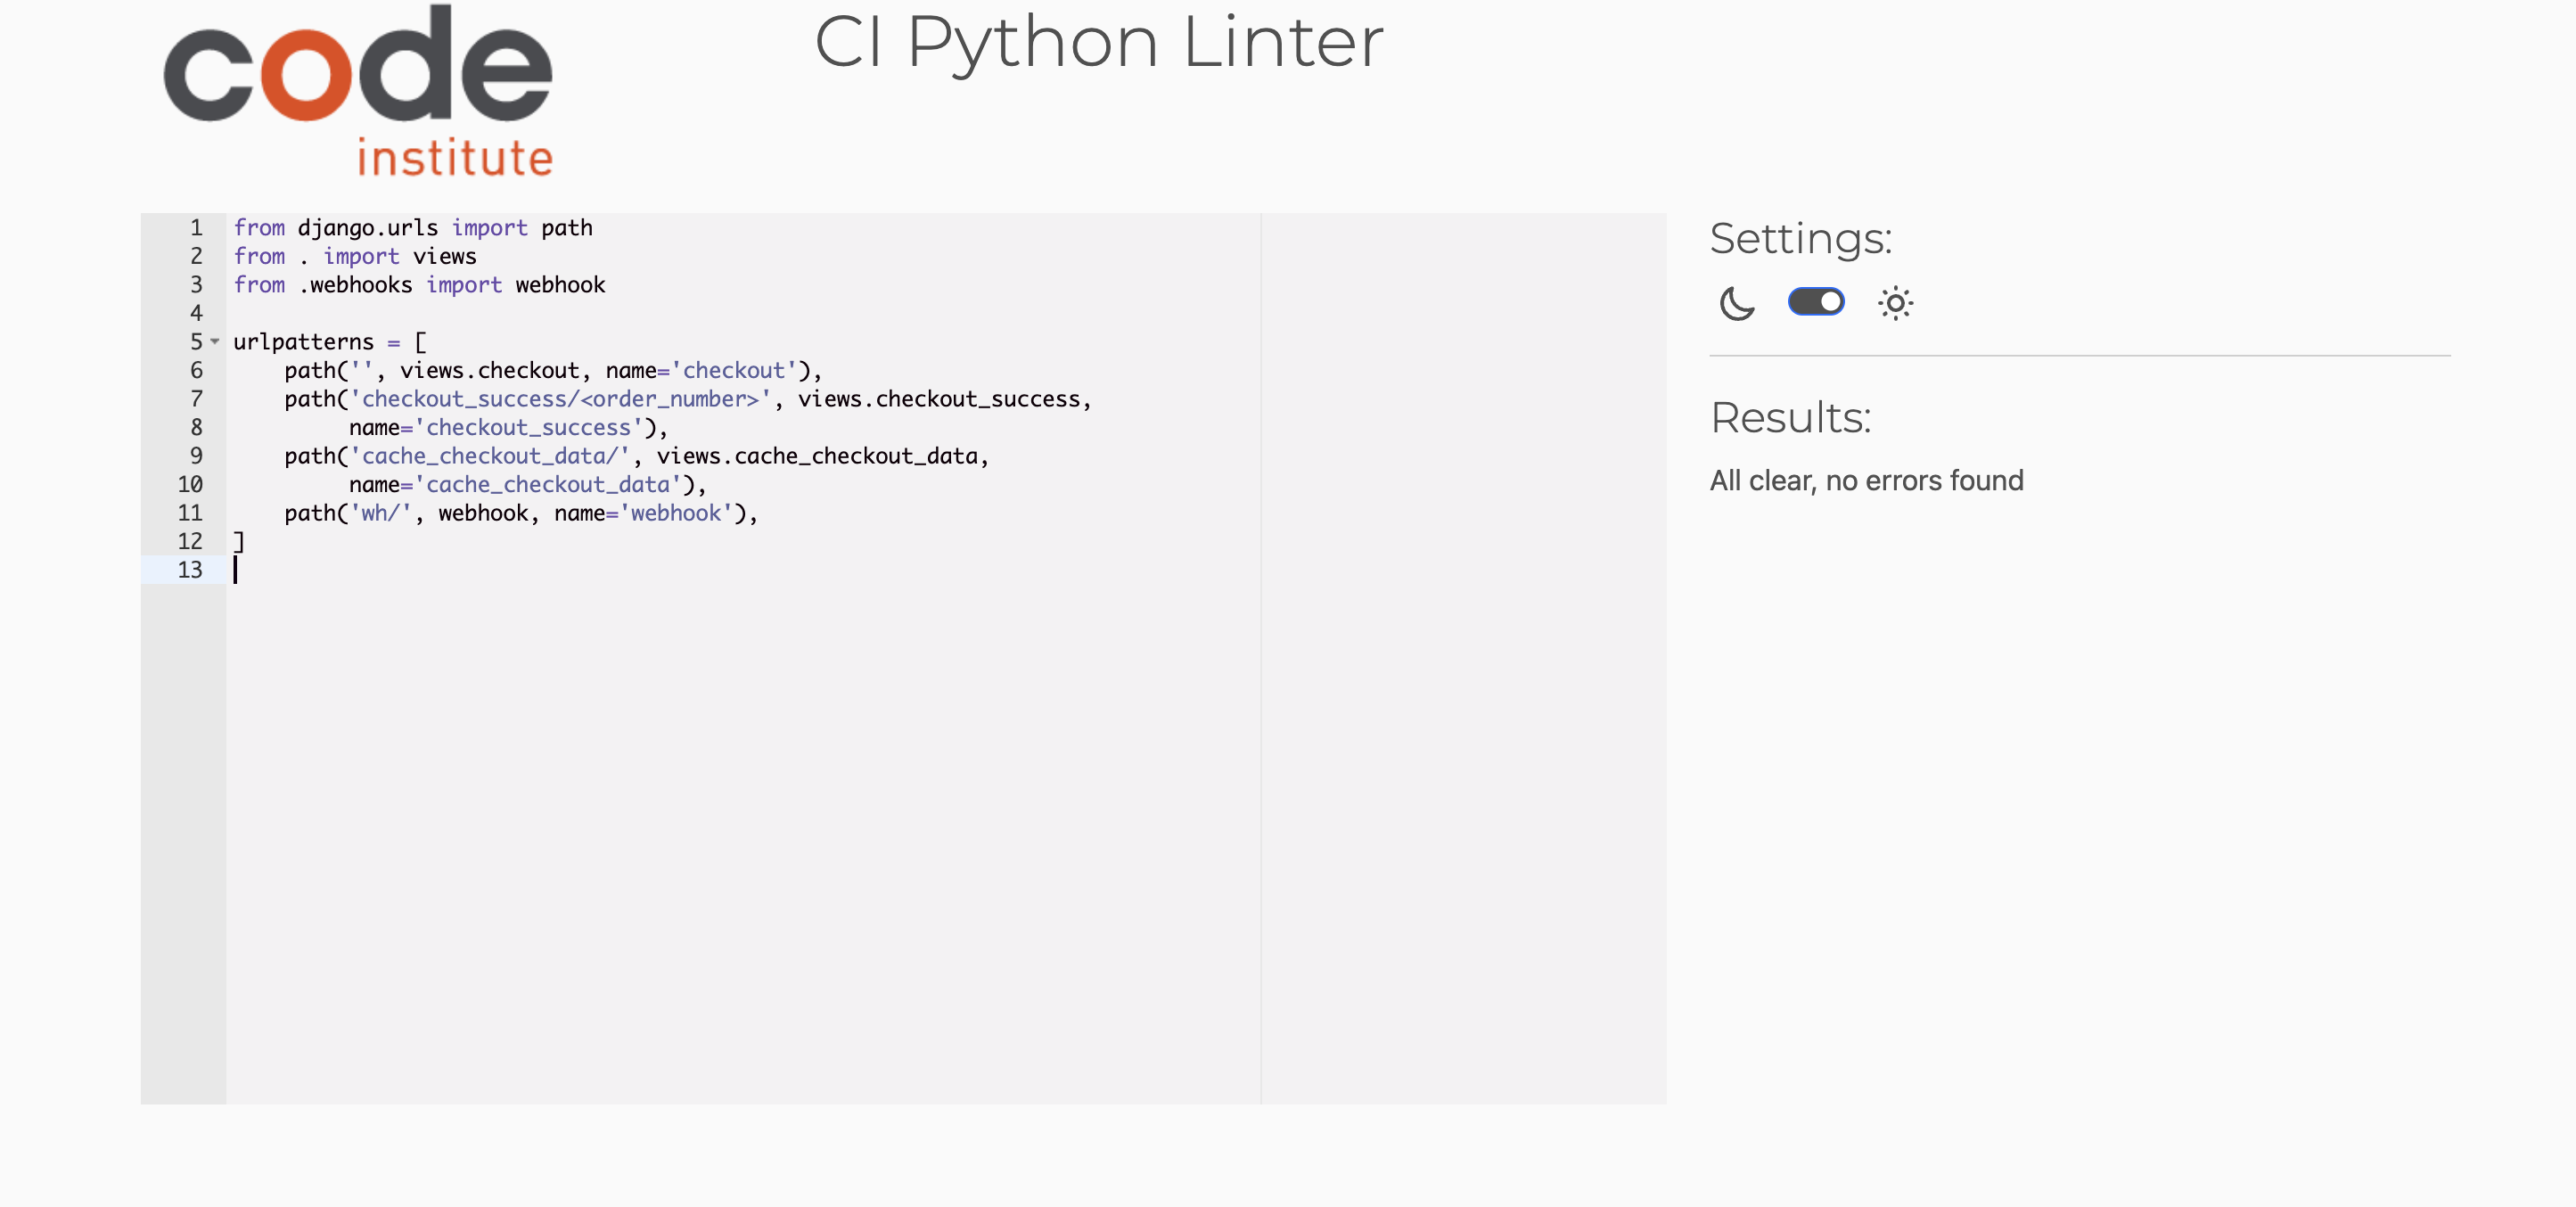 code
institute
CI Python Linter
1 from django.urls import path
2 from . import views
3 from .webhooks import webhook
4
5 urlpatterns = [
6     path('', views.checkout, name='checkout'),
7     path('checkout_success/<order_number>', views.checkout_success,
8          name='checkout_success'),
9     path('cache_checkout_data/', views.cache_checkout_data,
10          name='cache_checkout_data'),
11     path('wh/', webhook, name='webhook'),
12 ]
13
Settings:
Results:
All clear, no errors found